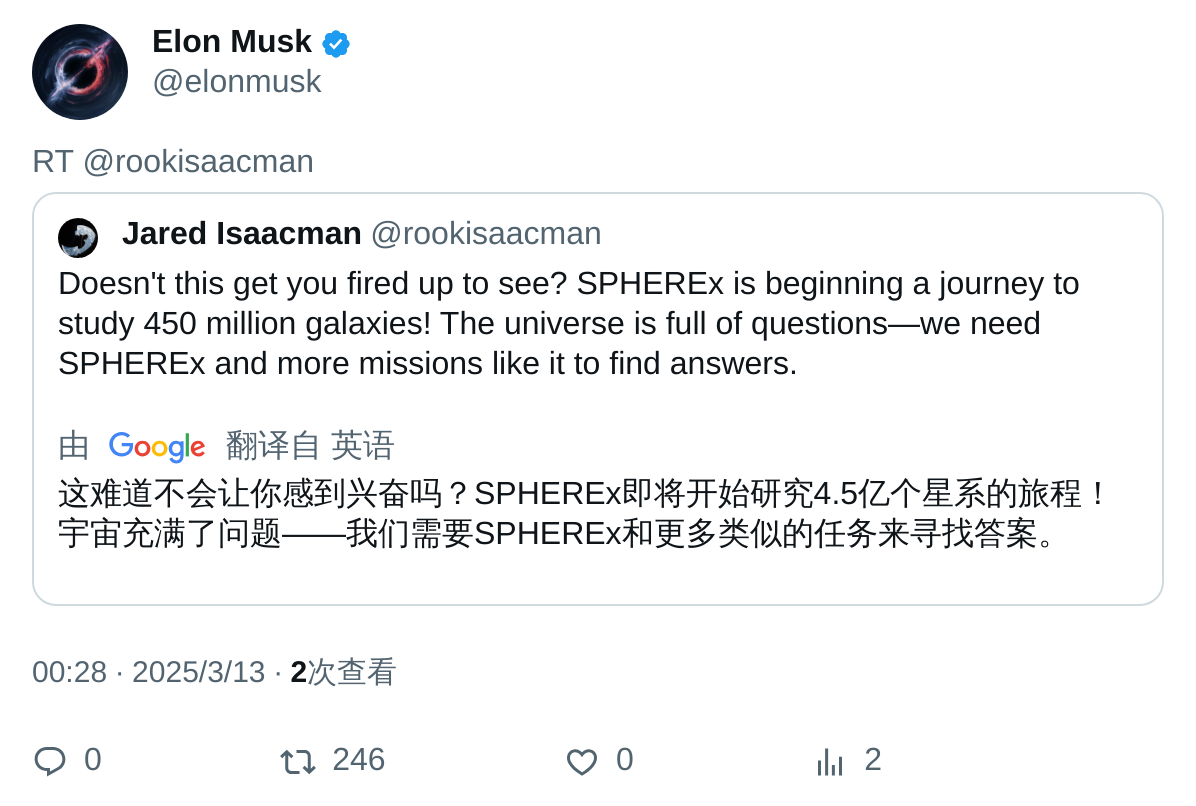 Elon Musk
@elonmusk
RT @rookisaacman
Jared Isaacman @rookisaacman
Doesn't this get you fired up to see? SPHEREx is beginning a journey to
study 450 million galaxies! The universe is full of questions—we need
SPHEREx and more missions like it to find answers.
由 Google 翻译自 英语
这难道不会让你感到兴奋吗？SPHEREx即将开始研究4.5亿个星系的旅程！
宇宙充满了问题——我们需要SPHEREx和更多类似的任务来寻找答案。
00:28 · 2025/3/13 · 2次查看
0 246 0 2